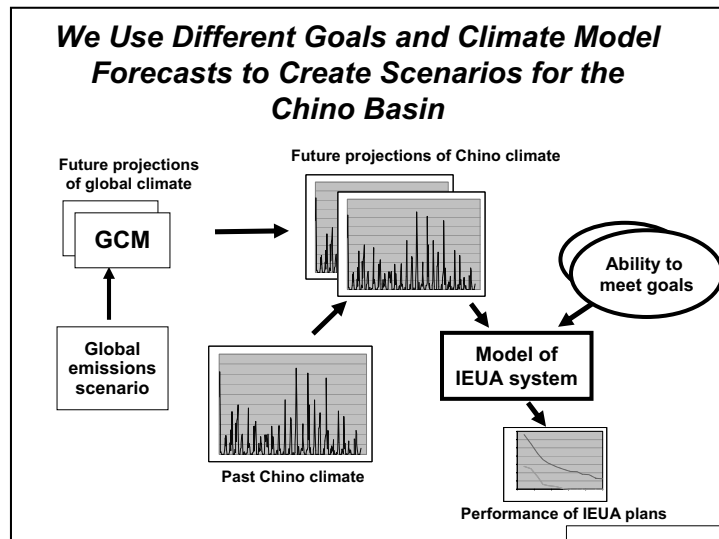 We Use Different Goals and Climate Model
Forecasts to Create Scenarios for the
Chino Basin
Future projections
of global climate
Future projections of Chino climate
GCM
Ability to
meet goals
Global
emissions
scenario
Model of
IEUA system
Past Chino climate
Performance of IEUA plans